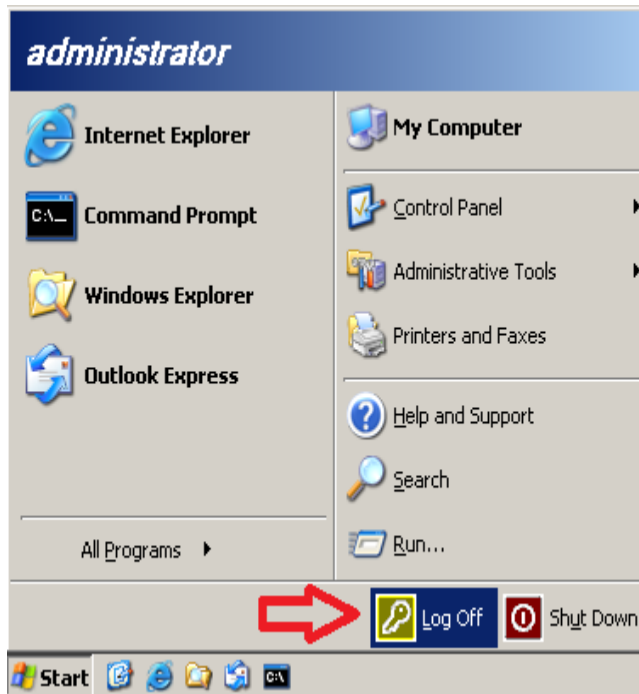 administrator
Internet Explorer
Command Prompt
Windows Explorer
Outlook Express
All Programs
My Computer
Control Panel
Administrative Tools
Printers and Faxes
Help and Support
Search
Run...
Log Off
Shut Down
Start
C:\_
C:\